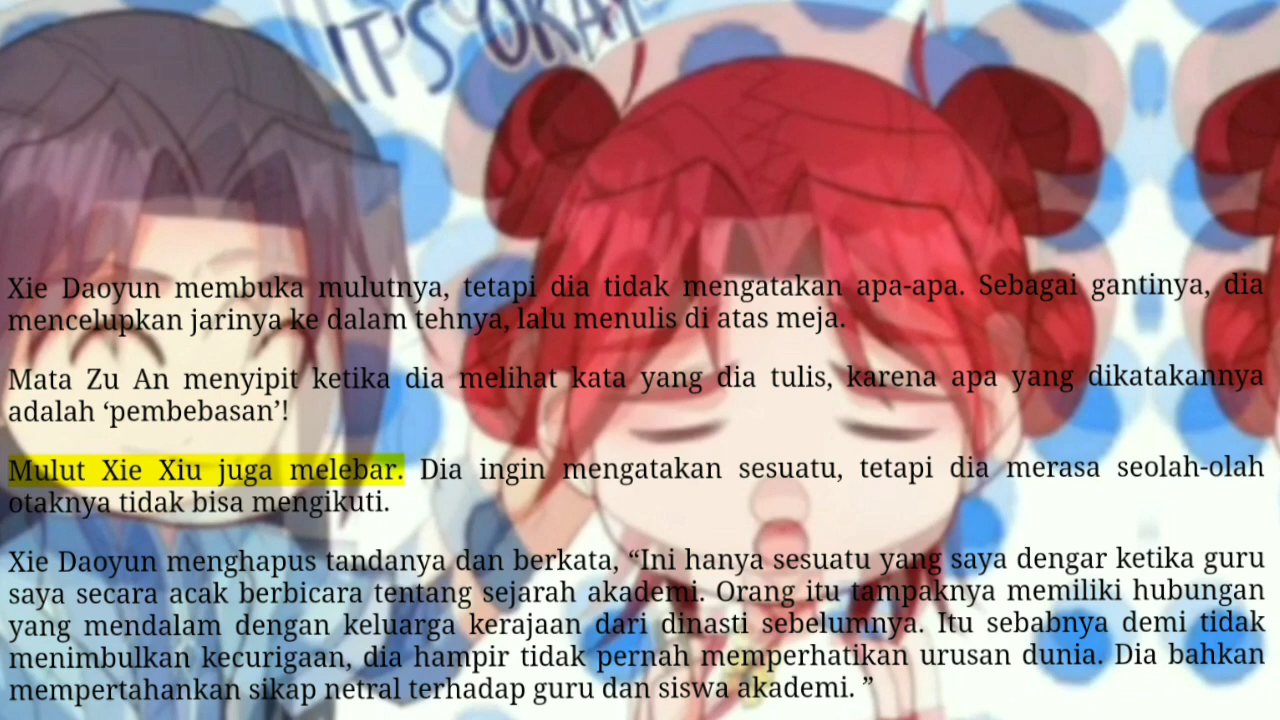 IT'S OKAY
Xie Daoyun membuka mulutnya, tetapi dia tidak mengatakan apa-apa. Sebagai gantinya, dia
mencelupkan jarinya ke dalam tehnya, lalu menulis di atas meja.
Mata Zu An menyipit ketika dia melihat kata yang dia tulis, karena apa yang dikatakannya
adalah ‘pembebasan’!
Mulut Xie Xiu juga melebar. Dia ingin mengatakan sesuatu, tetapi dia merasa seolah-olah
otaknya tidak bisa mengikuti.
Xie Daoyun menghapus tandanya dan berkata, “Ini hanya sesuatu yang saya dengar ketika guru
saya secara acak berbicara tentang sejarah akademi. Orang itu tampaknya memiliki hubungan
yang mendalam dengan keluarga kerajaan dari dinasti sebelumnya. Itu sebabnya demi tidak
menimbulkan kecurigaan, dia hampir tidak pernah memperhatikan urusan dunia. Dia bahkan
mempertahankan sikap netral terhadap guru dan siswa akademi. ”